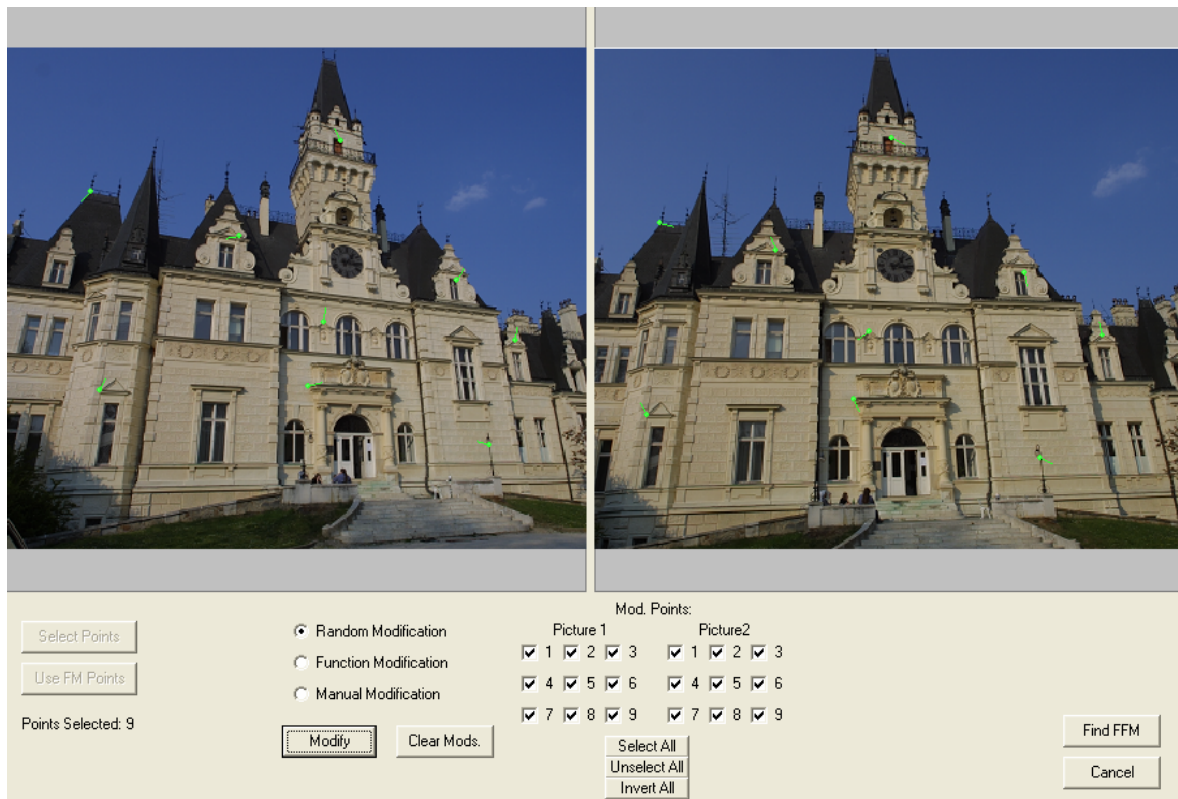 Mod. Points:
Select Points
Random Modification
Picture 1
Picture2
1 2 3
1 2 3
Function Modification
Use FM Points
4 5 6
4 5 6
Manual Modification
7 8 9
7 8 9
Points Selected: 9
Modify
Clear Mods.
Select All
Unselect All
Invert All
Find FFM
Cancel